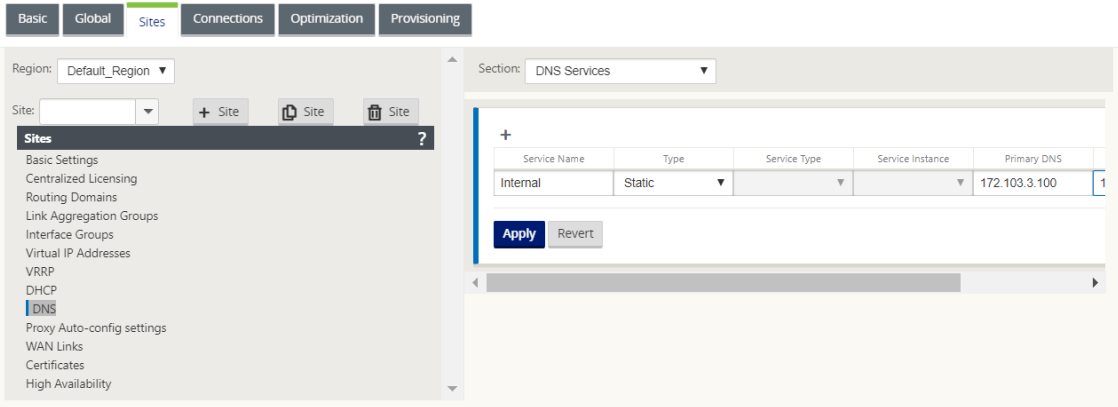 Basic Global Sites Connections Optimization Provisioning
Region: Default_Region
Site: + Site Site Site
Sites ?
Basic Settings
Centralized Licensing
Routing Domains
Link Aggregation Groups
Interface Groups
Virtual IP Addresses
VRRP
DHCP
DNS
Proxy Auto-config settings
WAN Links
Certificates
High Availability
Section: DNS Services
+
Service Name Type Service Type Service Instance Primary DNS
Internal Static 172.103.3.100 1
Apply Revert